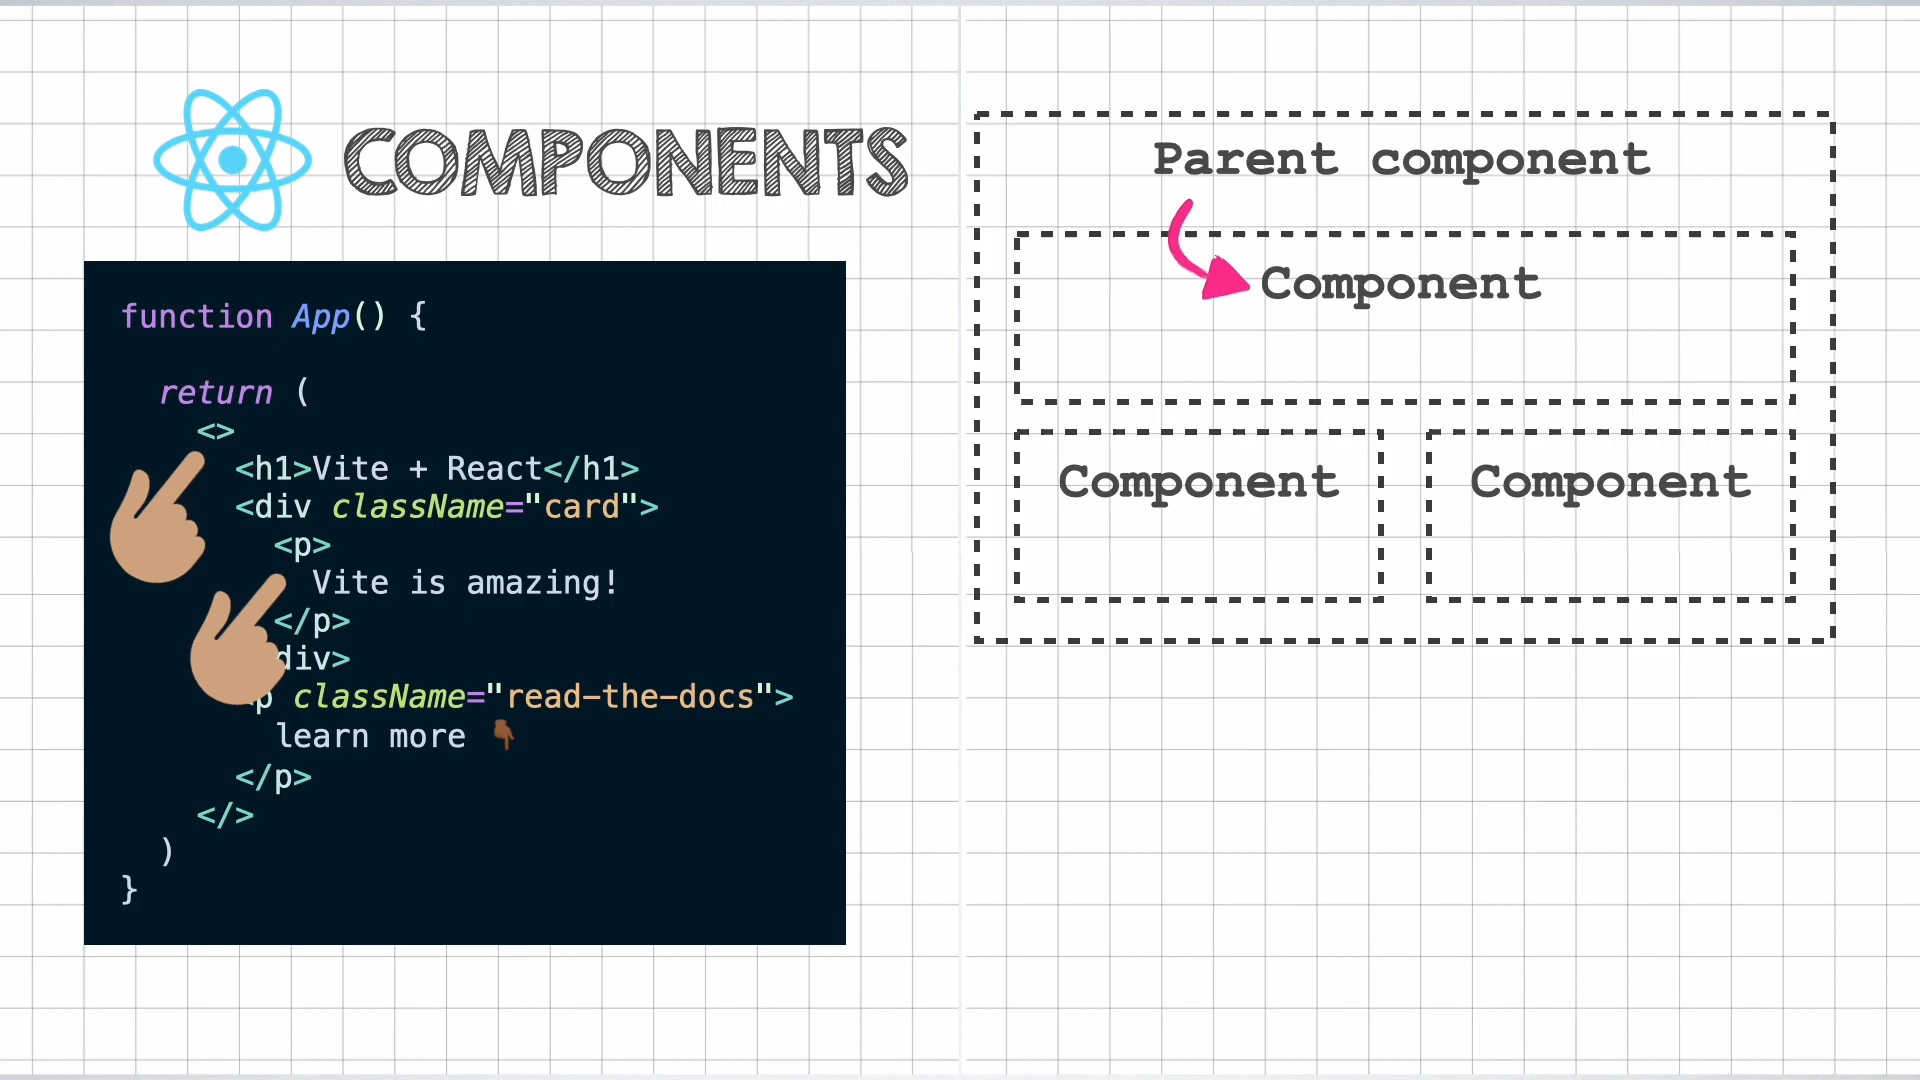 COMPONENTS
function App() {
return (
<>
<h1>Vite + React</h1>
<div className="card">
<p>
Vite is amazing!
</p>
div>
p className="read-the-docs">
learn more 👇🏾
</p>
</>
)
}
Parent component
Component
Component
Component